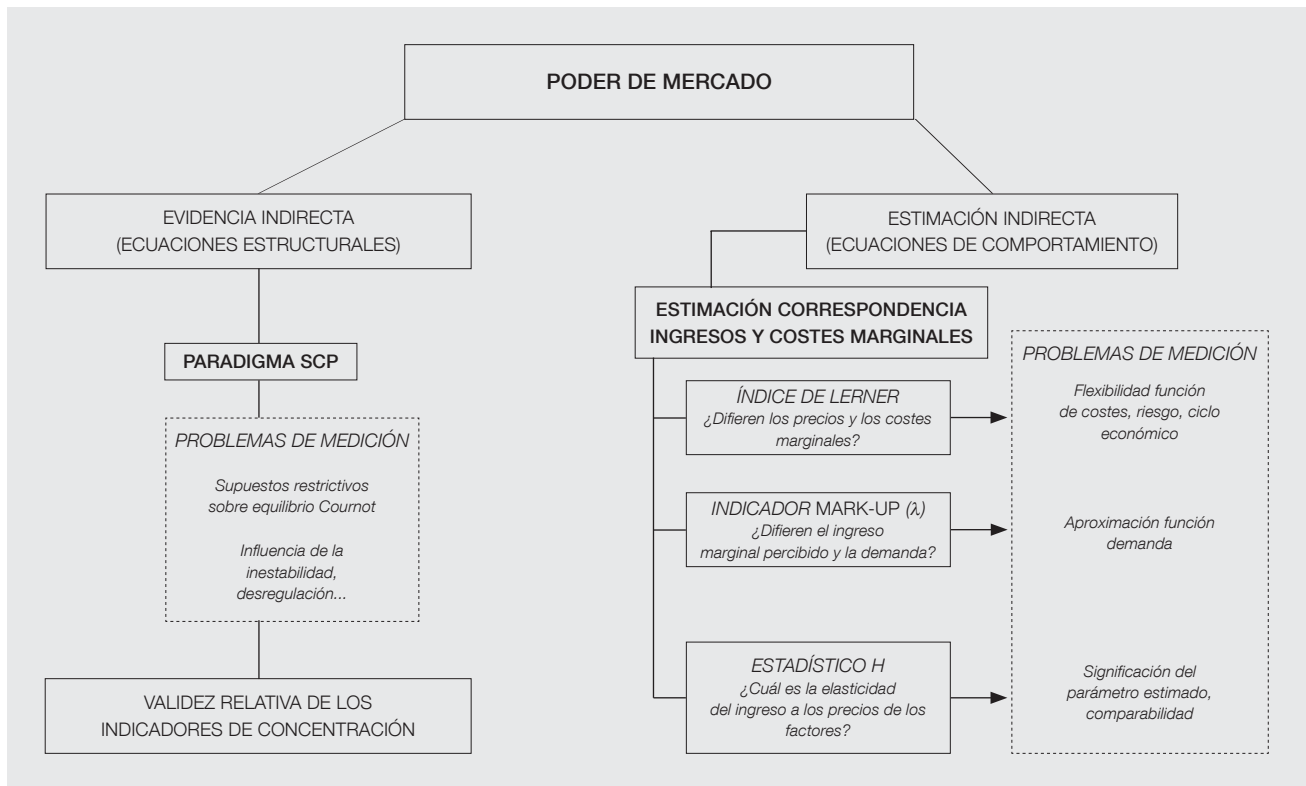 PODER DE MERCADO
EVIDENCIA INDIRECTA
(ECUACIONES ESTRUCTURALES)
PARADIGMA SCP
PROBLEMAS DE MEDICIÓN
Supuestos restrictivos
sobre equilibrio Cournot
Influencia de la
inestabilidad,
desregulación...
VALIDEZ RELATIVA DE LOS
INDICADORES DE CONCENTRACIÓN
ESTIMACIÓN INDIRECTA
(ECUACIONES DE COMPORTAMIENTO)
ESTIMACIÓN CORRESPONDENCIA
INGRESOS Y COSTES MARGINALES
ÍNDICE DE LERNER
¿Difieren los precios y los costes
marginales?
INDICADOR MARK-UP (λ)
¿Difieren el ingreso
marginal percibido y la demanda?
ESTADÍSTICO H
¿Cuál es la elasticidad
del ingreso a los precios de los
factores?
PROBLEMAS DE MEDICIÓN
Flexibilidad función
de costes, riesgo, ciclo
económico
Aproximación función
demanda
Significación del
parámetro estimado,
comparabilidad